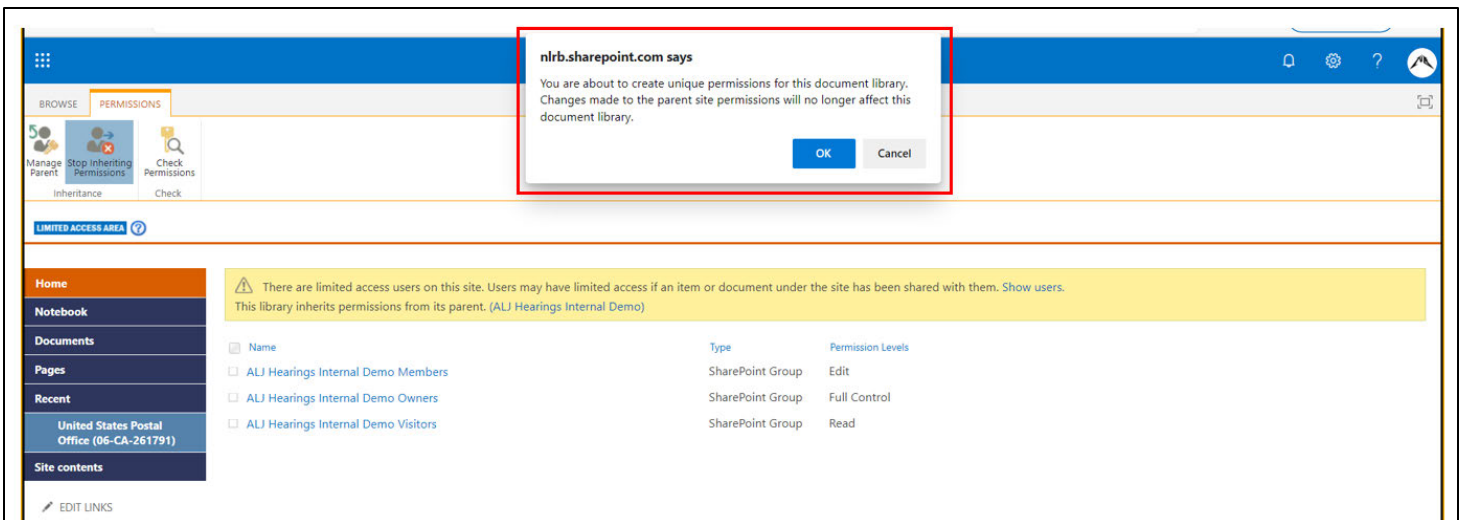 nlrb.sharepoint.com says
You are about to create unique permissions for this document library.
Changes made to the parent site permissions will no longer affect this
document library.
OK Cancel
?
BROWSE PERMISSIONS
Manage Parent
Stop Inheriting Permissions
Check Permissions
Inheritance Check
LIMITED ACCESS AREA ?
Home
Notebook
Documents
Pages
Recent
United States Postal
Office (06-CA-261791)
Site contents
EDIT LINKS
There are limited access users on this site. Users may have limited access if an item or document under the site has been shared with them. Show users.
This library inherits permissions from its parent. (ALJ Hearings Internal Demo)
Name Type Permission Levels
ALJ Hearings Internal Demo Members SharePoint Group Edit
ALJ Hearings Internal Demo Owners SharePoint Group Full Control
ALJ Hearings Internal Demo Visitors SharePoint Group Read